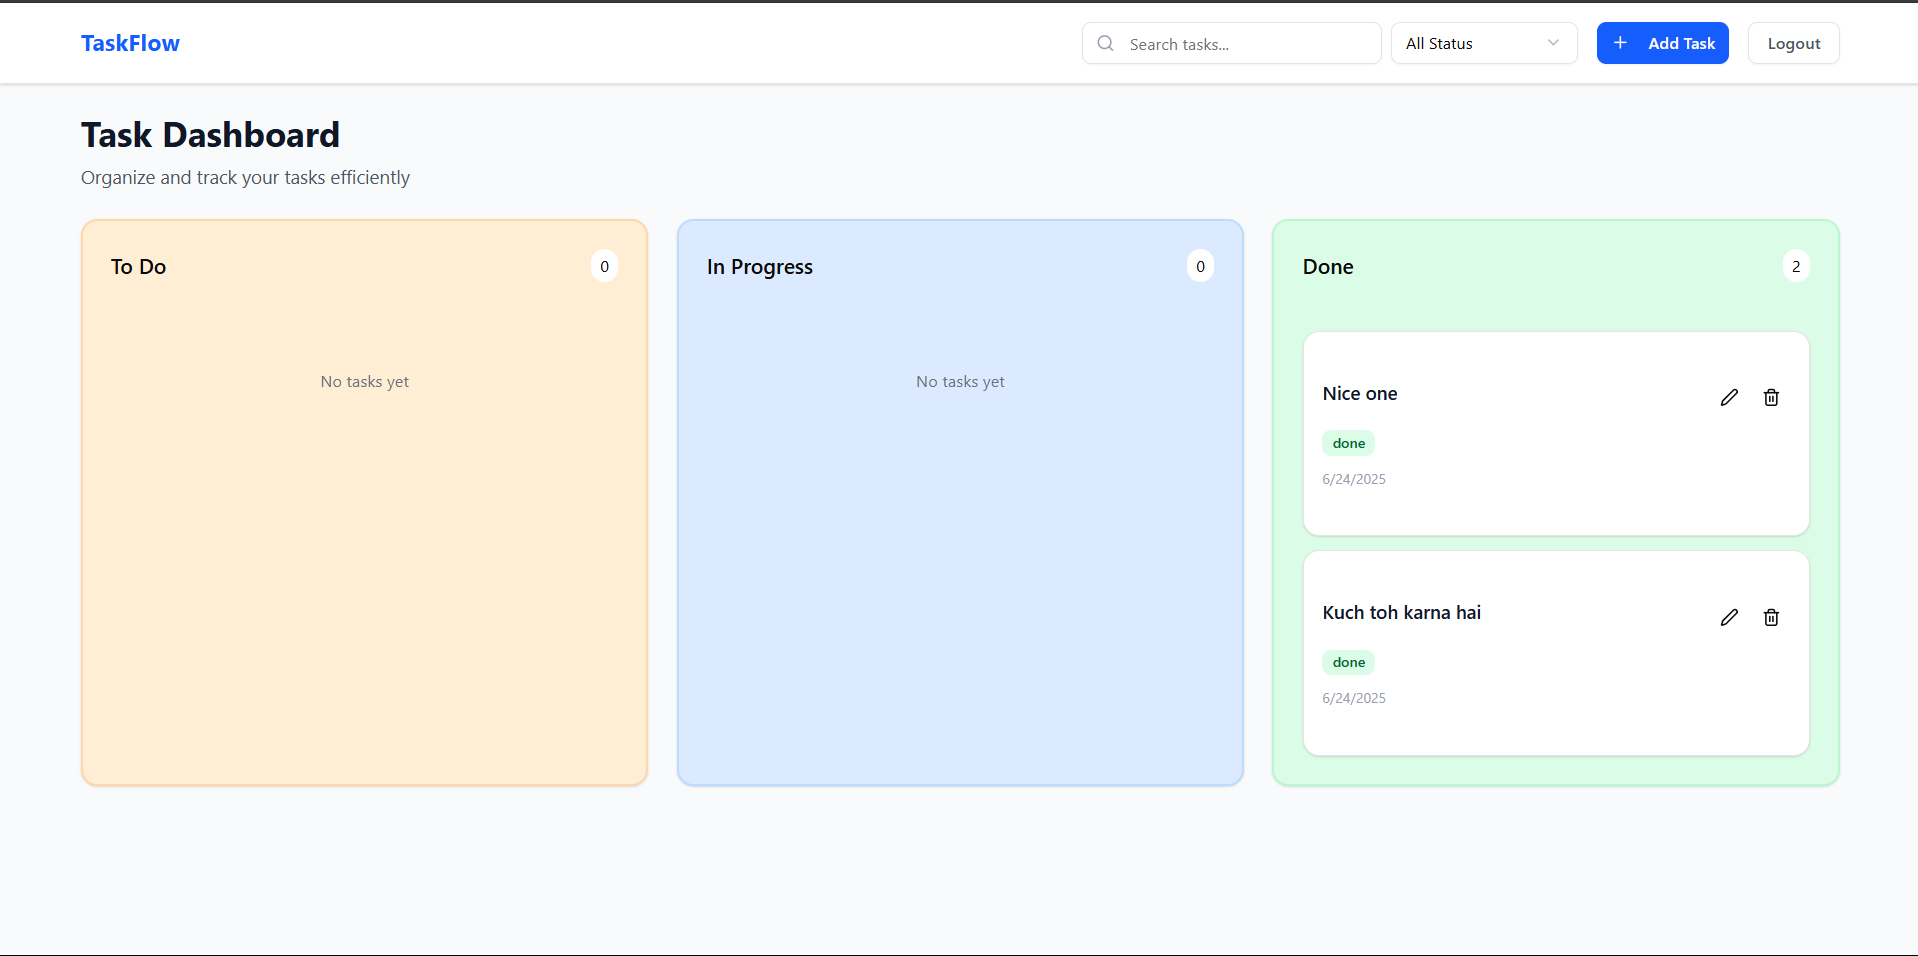 TaskFlow
Search tasks...
All Status
Add Task
Logout
Task Dashboard
Organize and track your tasks efficiently
To Do
0
No tasks yet
In Progress
0
No tasks yet
Done
2
Nice one
done
6/24/2025
Kuch toh karna hai
done
6/24/2025